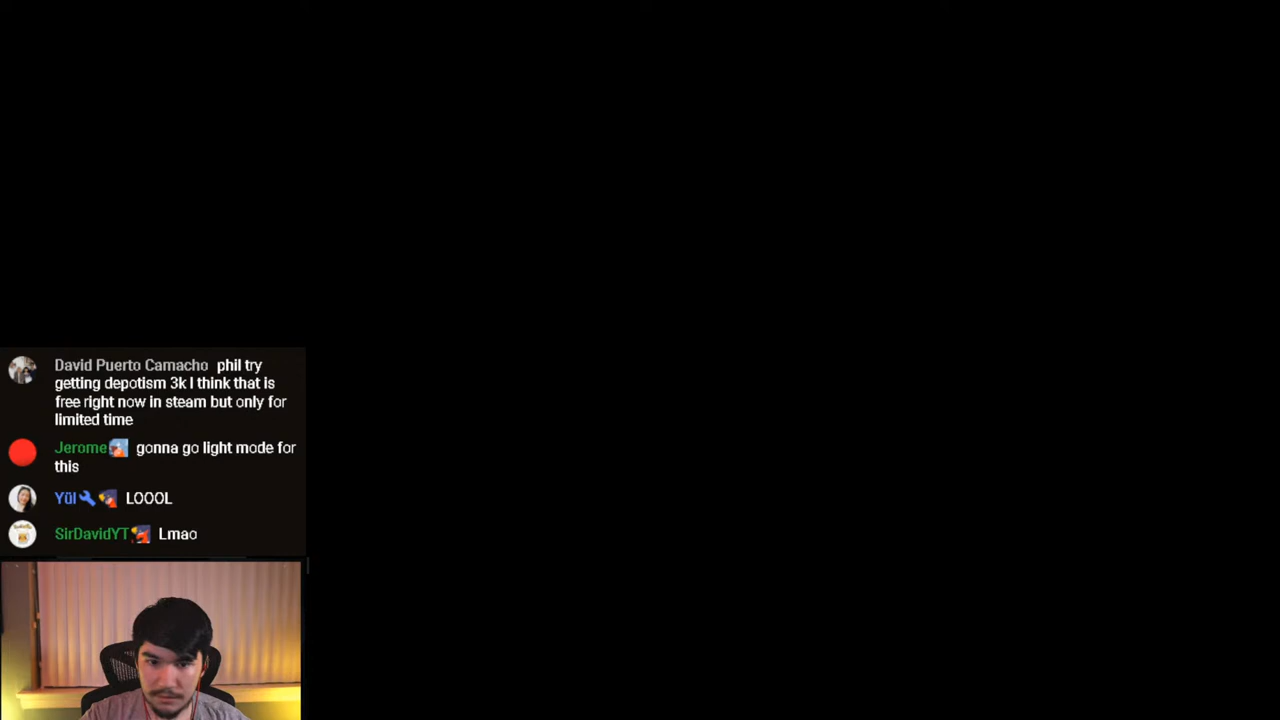 David Puerto Camacho phil try
getting depotism 3k I think that is
free right now in steam but only for
limited time
Jerome gonna go light mode for
this
Yül LOOOL
SirDavidYT Lmao